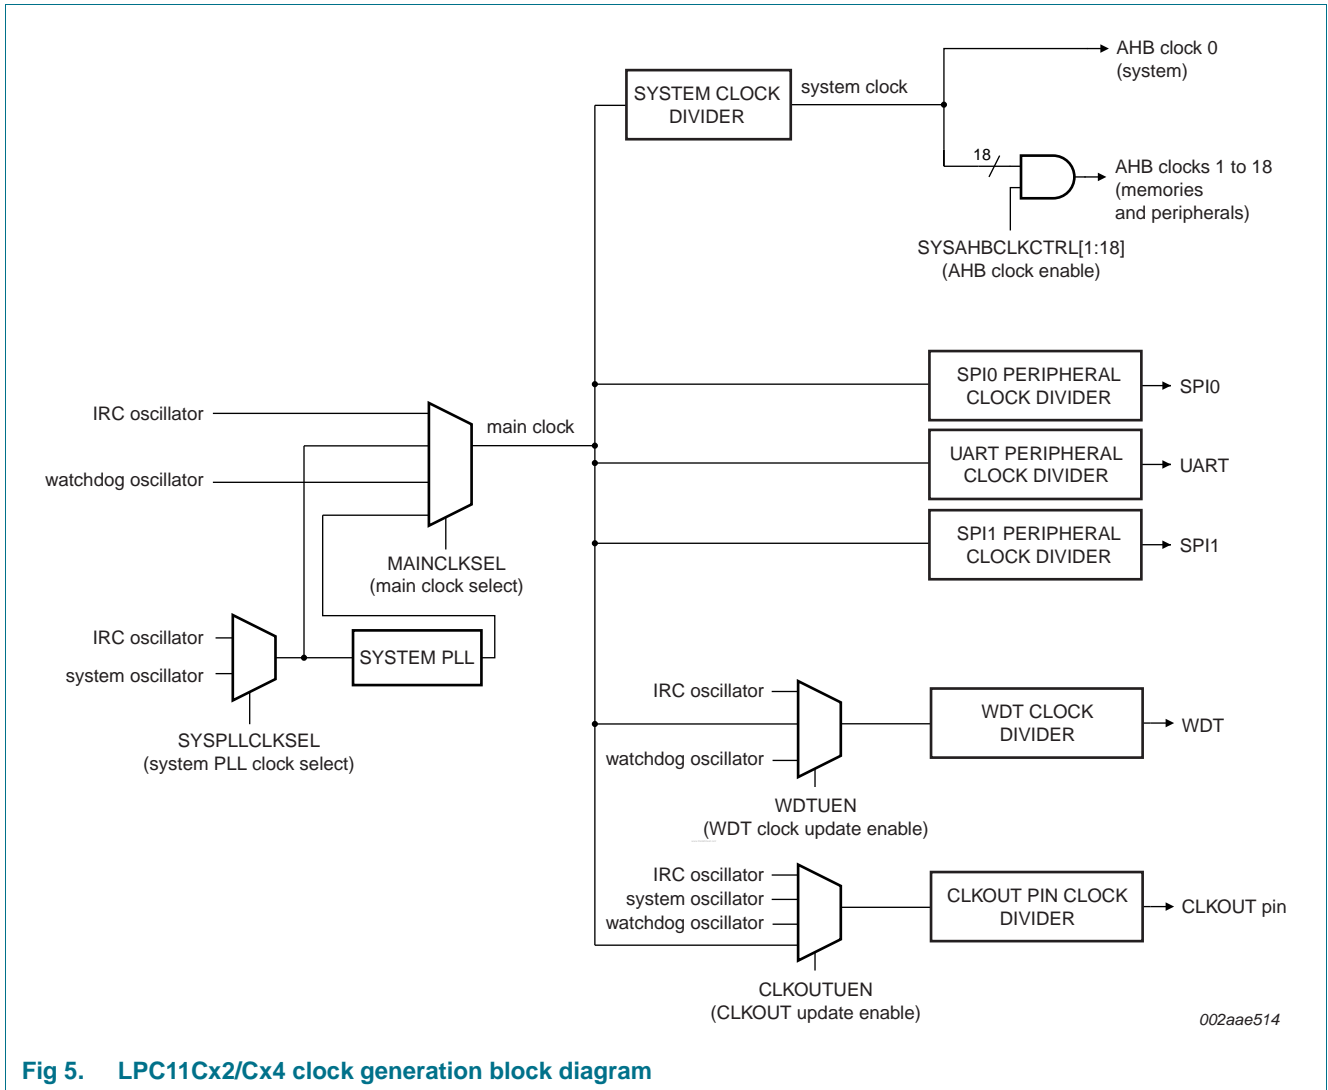 AHB clock 0
(system)
SYSTEM CLOCK
DIVIDER
system clock
18
AHB clocks 1 to 18
(memories
and peripherals)
SYSAHBCLKCTRL[1:18]
(AHB clock enable)
SPI0 PERIPHERAL
CLOCK DIVIDER
SPI0
IRC oscillator
main clock
UART PERIPHERAL
CLOCK DIVIDER
UART
watchdog oscillator
SPI1 PERIPHERAL
CLOCK DIVIDER
SPI1
MAINCLKSEL
(main clock select)
IRC oscillator
system oscillator
SYSTEM PLL
SYSPLLCLKSEL
(system PLL clock select)
IRC oscillator
watchdog oscillator
WDT CLOCK
DIVIDER
WDT
WDTUEN
(WDT clock update enable)
IRC oscillator
system oscillator
watchdog oscillator
CLKOUT PIN CLOCK
DIVIDER
CLKOUT pin
CLKOUTUEN
(CLKOUT update enable)
002aae514
Fig 5. LPC11Cx2/Cx4 clock generation block diagram